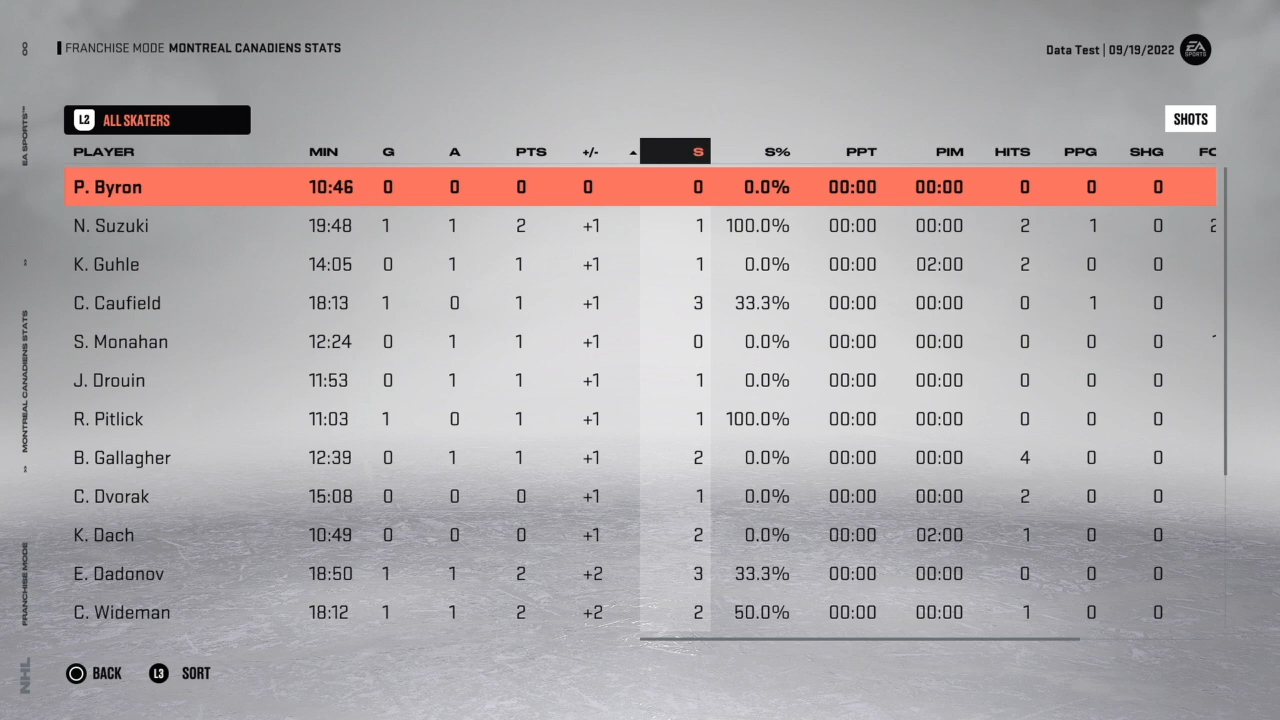 FRANCHISE MODE MONTREAL CANADIENS STATS
Data Test | 09/19/2022
EA SPORTS
L2 ALL SKATERS
SHOTS
PLAYER MIN G A PTS +/- S S% PPT PIM HITS PPG SHG
P. Byron 10:46 0 0 0 0 0 0.0% 00:00 00:00 0 0 0
N. Suzuki 19:48 1 1 2 +1 1 100.0% 00:00 00:00 2 1 0
K. Guhle 14:05 0 1 1 +1 1 0.0% 00:00 02:00 2 0 0
C. Caufield 18:13 1 0 1 +1 3 33.3% 00:00 00:00 0 1 0
S. Monahan 12:24 0 1 1 +1 0 0.0% 00:00 00:00 0 0 0
J. Drouin 11:53 0 1 1 +1 1 0.0% 00:00 00:00 0 0 0
R. Pitlick 11:03 1 0 1 +1 1 100.0% 00:00 00:00 0 0 0
B. Gallagher 12:39 0 1 1 +1 2 0.0% 00:00 00:00 4 0 0
C. Dvorak 15:08 0 0 0 +1 1 0.0% 00:00 00:00 2 0 0
K. Dach 10:49 0 0 0 +1 2 0.0% 00:00 02:00 1 0 0
E. Dadonov 18:50 1 1 2 +2 3 33.3% 00:00 00:00 0 0 0
C. Wideman 18:12 1 1 2 +2 2 50.0% 00:00 00:00 1 0 0
BACK L3 SORT
NHL FRANCHISE MODE » MONTREAL CANADIENS STATS » EA SPORTS™